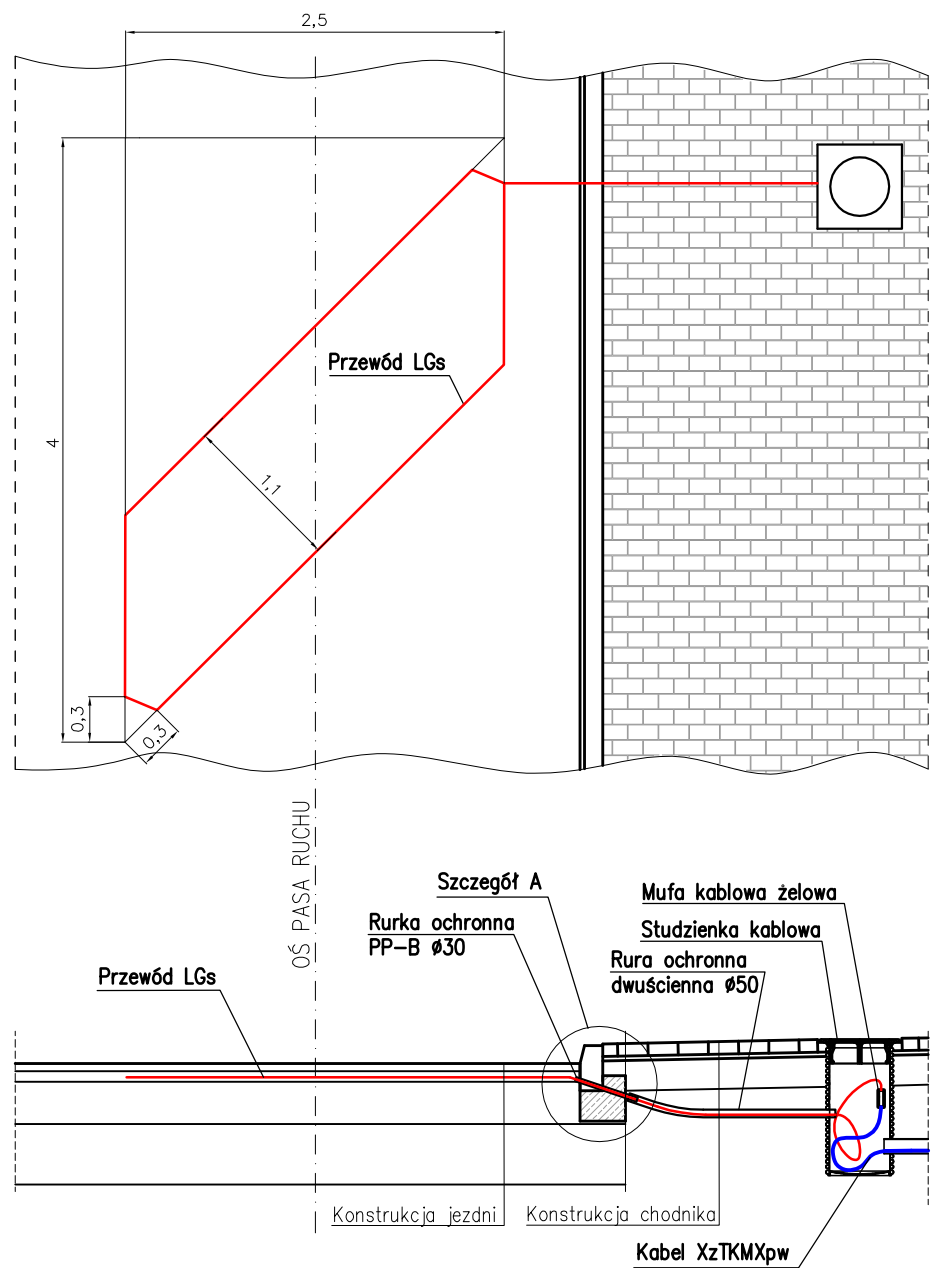 2,5
4
Przewód LGs
1,1
0,3
0,3
OŚ PASA RUCHU
Szczegół A
Mufa kablowa żelowa
Rurka ochronna
PP-B ø30
Studzienka kablowa
Rura ochronna
dwuścienna ø50
Przewód LGs
Konstrukcja jezdni
Konstrukcja chodnika
Kabel XzTKMXpw